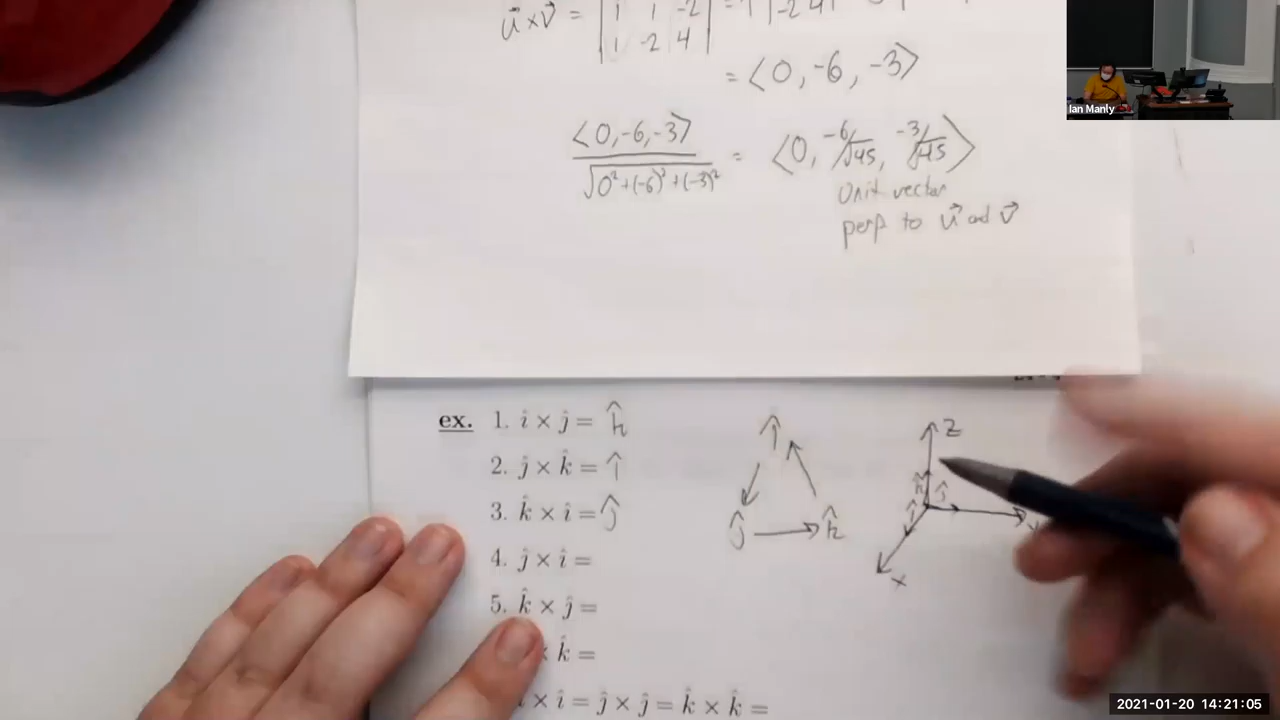 u⃗ × v⃗ = | 1 1 -2 | =
| 1 -2 4 |
= ⟨0, -6, -3⟩
⟨0,-6,-3⟩ / √(0² + (-6)² + (-3)²) = ⟨0, -6/√45, -3/√45⟩
Unit vector
perp to u⃗ and v⃗
Ian Manly
ex. 1. î × ĵ = k̂
2. ĵ × k̂ = î
3. k̂ × î = ĵ
4. ĵ × î =
5. k̂ × ĵ =
× k̂ =
× î = ĵ × ĵ = k̂ × k̂ =
î
ĵ k̂
z
k̂ ĵ
î y
x
2021-01-20 14:21:05